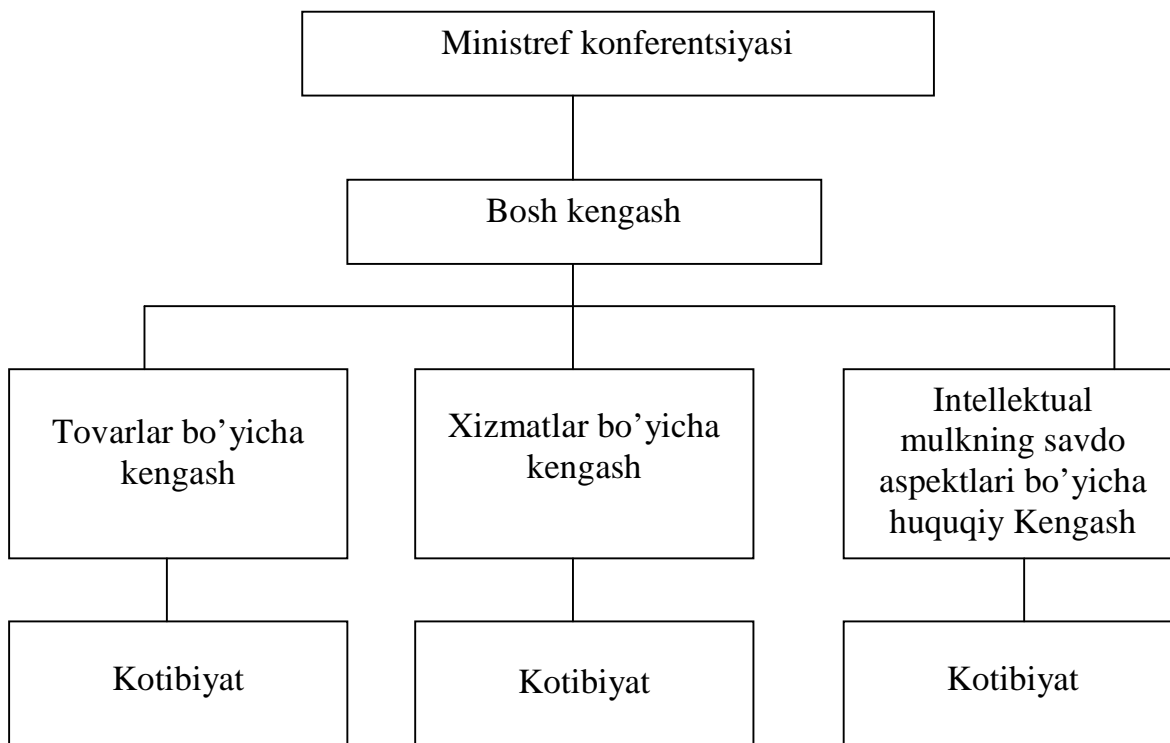 Ministref konferentsiyasi
Bosh kengash
Tovarlar bo’yicha
kengash
Xizmatlar bo’yicha
kengash
Intellektual
mulkning savdo
aspektlari bo’yicha
huquqiy Kengash
Kotibiyat
Kotibiyat
Kotibiyat